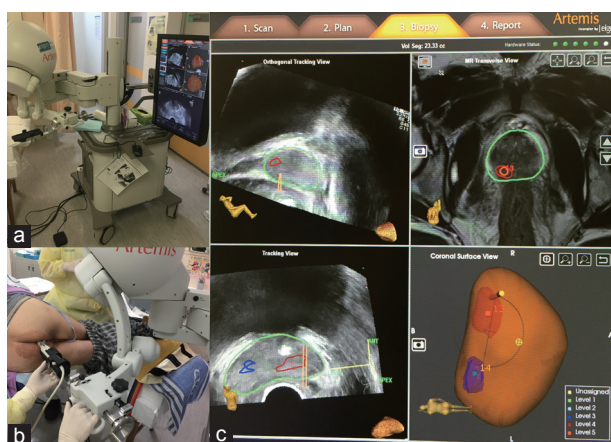 a
b
Artemis
c
1. Scan
2. Plan
3. Biopsy
4. Report
Artemis
Vol Seg: 23.33 cc
Hardware Status:
Orthogonal Tracking View
APEX
MR Transverse View
Tracking View
APEX
Coronal Surface View
R
L
Unassigned
Level 1
Level 2
Level 3
Level 4
Level 5